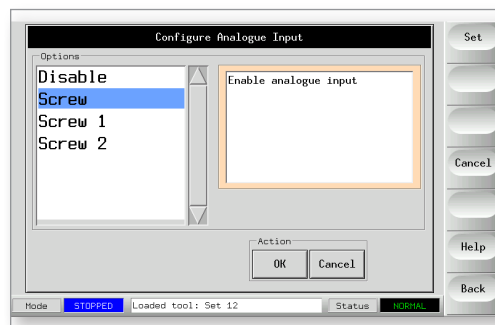 Configure Analogue Input
Set
Options
Disable
Screw
Screw 1
Screw 2
Enable analogue input
Cancel
Action
OK
Cancel
Help
Back
Mode
STOPPED
Loaded tool: Set 12
Status
NORMAL